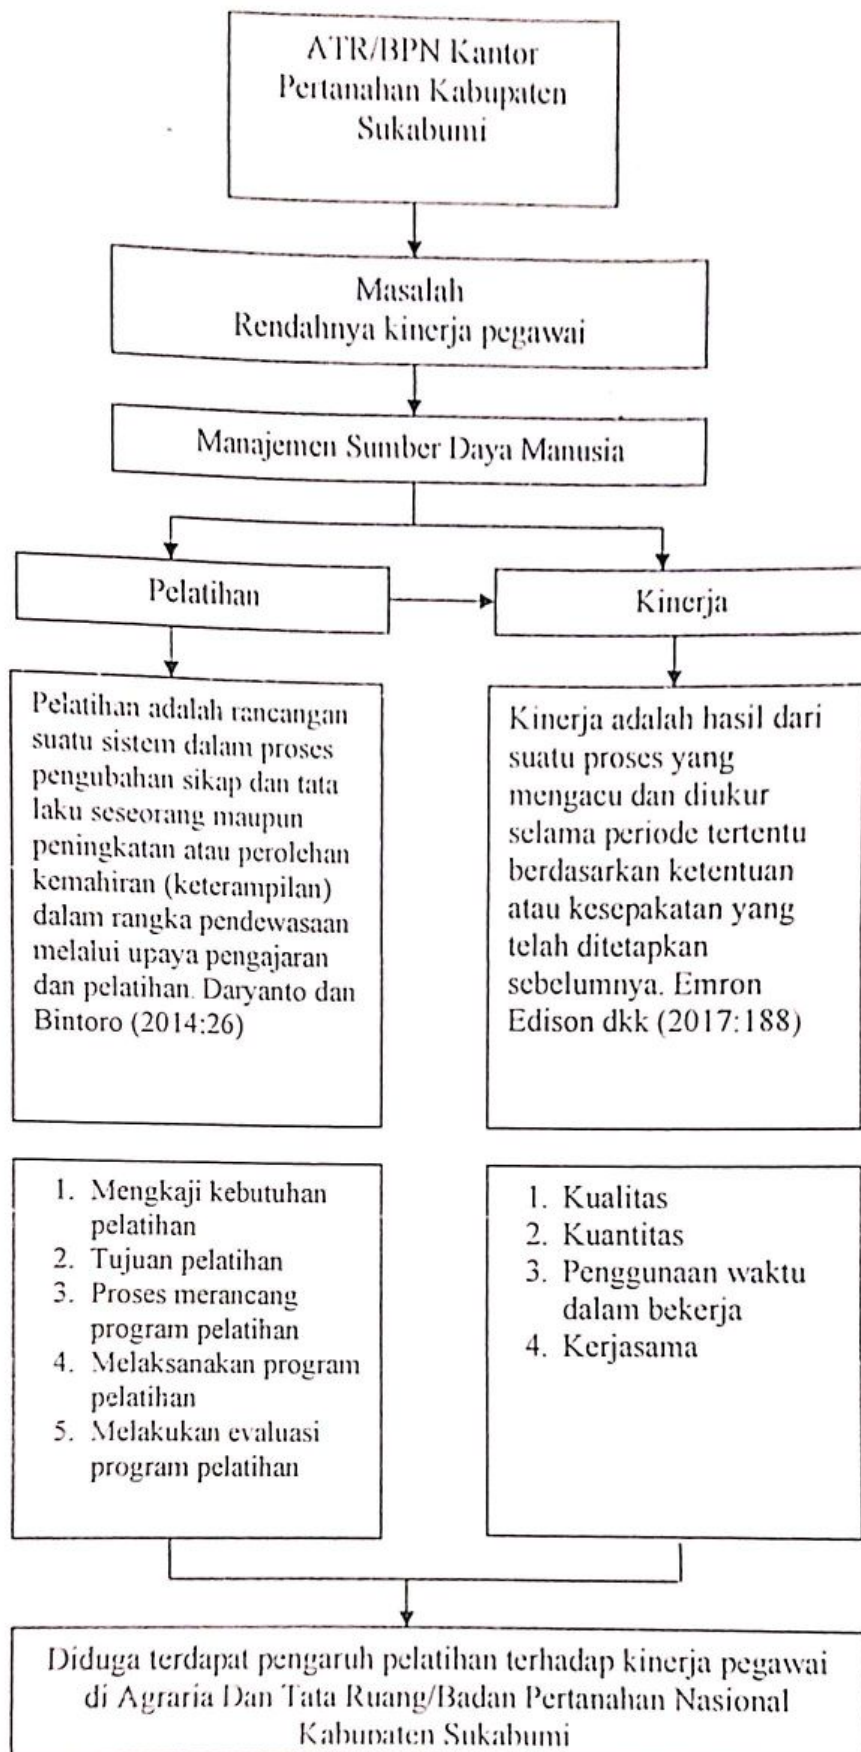 ATR/BPN Kantor
Pertanahan Kabupaten
Sukabumi
Masalah
Rendahnya kinerja pegawai
Manajemen Sumber Daya Manusia
Pelatihan
Kinerja
Pelatihan adalah rancangan
suatu sistem dalam proses
pengubahan sikap dan tata
laku seseorang maupun
peningkatan atau perolehan
kemahiran (keterampilan)
dalam rangka pendewasaan
melalui upaya pengajaran
dan pelatihan. Daryanto dan
Bintoro (2014:26)
Kinerja adalah hasil dari
suatu proses yang
mengacu dan diukur
selama periode tertentu
berdasarkan ketentuan
atau kesepakatan yang
telah ditetapkan
sebelumnya. Emron
Edison dkk (2017:188)
1. Mengkaji kebutuhan
pelatihan
2. Tujuan pelatihan
3. Proses merancang
program pelatihan
4. Melaksanakan program
pelatihan
5. Melakukan evaluasi
program pelatihan
1. Kualitas
2. Kuantitas
3. Penggunaan waktu
dalam bekerja
4. Kerjasama
Diduga terdapat pengaruh pelatihan terhadap kinerja pegawai
di Agraria Dan Tata Ruang/Badan Pertanahan Nasional
Kabupaten Sukabumi